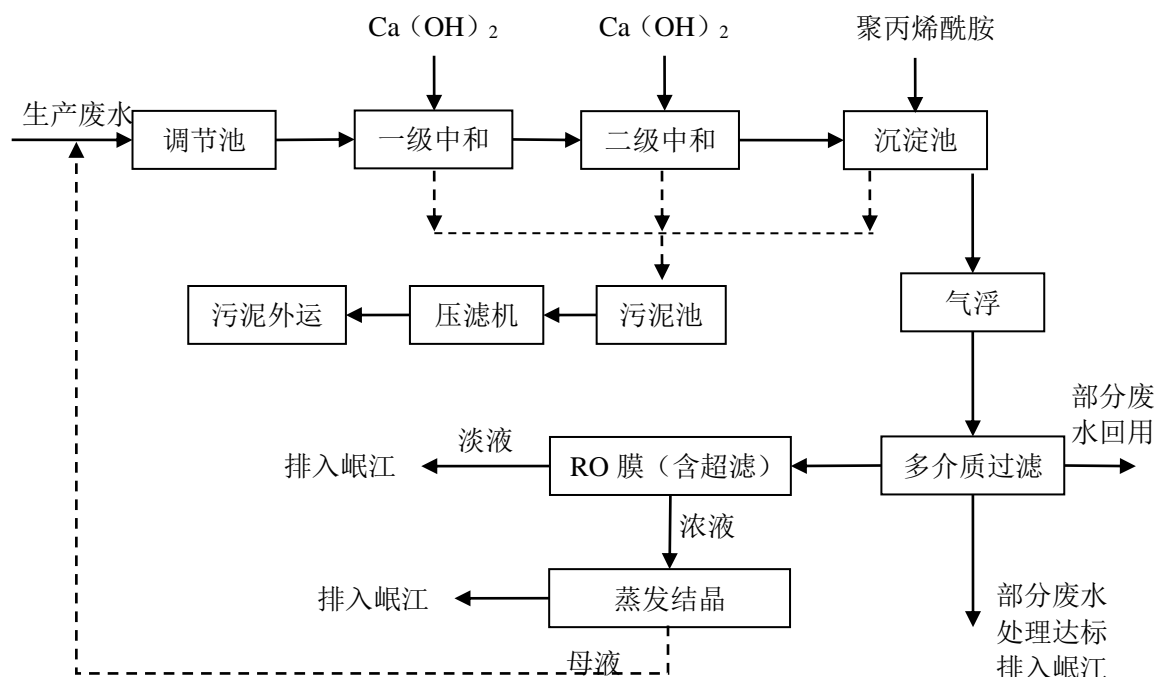 Ca（OH）₂
Ca（OH）₂
聚丙烯酰胺
生产废水
调节池
一级中和
二级中和
沉淀池
污泥外运
压滤机
污泥池
气浮
部分废
水回用
淡液
排入岷江
RO 膜（含超滤）
多介质过滤
浓液
排入岷江
蒸发结晶
部分废水
处理达标
排入岷江
母液